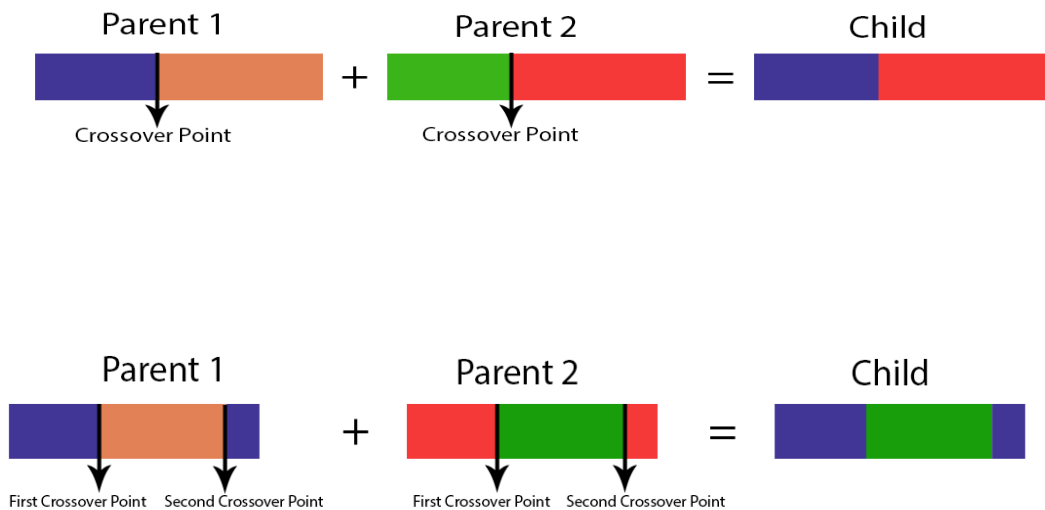 Parent 1 Parent 2 Child
+ =
Crossover Point Crossover Point
Parent 1 Parent 2 Child
+ =
First Crossover Point Second Crossover Point First Crossover Point Second Crossover Point